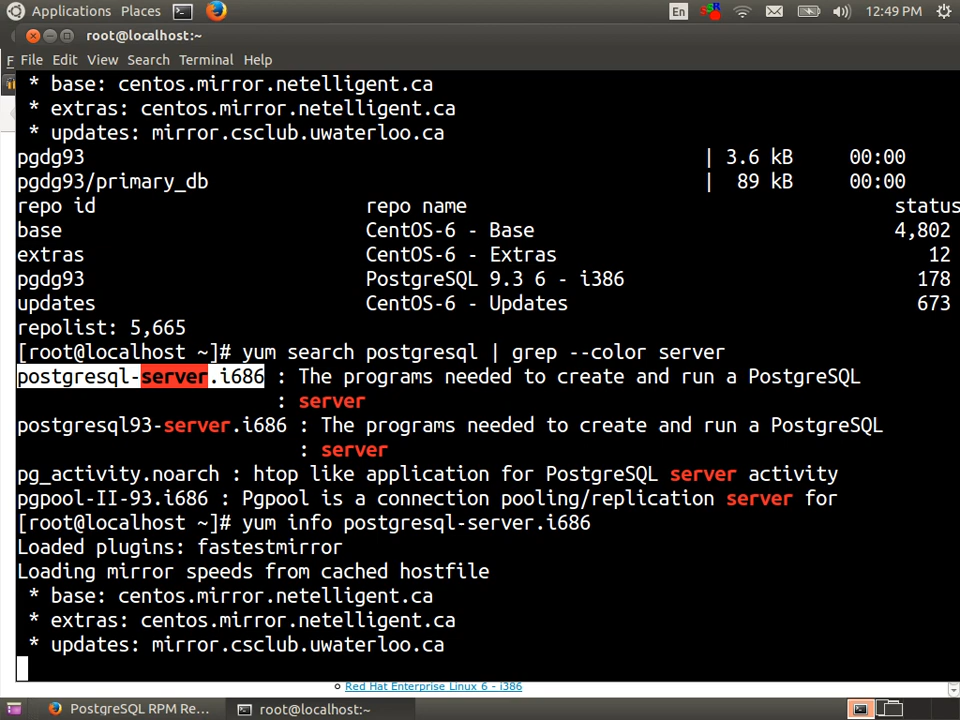 Applications Places En 12:49 PM
root@localhost:~
File Edit View Search Terminal Help
* base: centos.mirror.netelligent.ca
* extras: centos.mirror.netelligent.ca
* updates: mirror.csclub.uwaterloo.ca
pgdg93 | 3.6 kB 00:00
pgdg93/primary_db | 89 kB 00:00
repo id repo name status
base CentOS-6 - Base 4,802
extras CentOS-6 - Extras 12
pgdg93 PostgreSQL 9.3 6 - i386 178
updates CentOS-6 - Updates 673
repolist: 5,665
[root@localhost ~]# yum search postgresql | grep --color server
postgresql-server.i686 : The programs needed to create and run a PostgreSQL
: server
postgresql93-server.i686 : The programs needed to create and run a PostgreSQL
: server
pg_activity.noarch : htop like application for PostgreSQL server activity
pgpool-II-93.i686 : Pgpool is a connection pooling/replication server for
[root@localhost ~]# yum info postgresql-server.i686
Loaded plugins: fastestmirror
Loading mirror speeds from cached hostfile
* base: centos.mirror.netelligent.ca
* extras: centos.mirror.netelligent.ca
* updates: mirror.csclub.uwaterloo.ca
Red Hat Enterprise Linux 6 - i386
PostgreSQL RPM Re... root@localhost:~